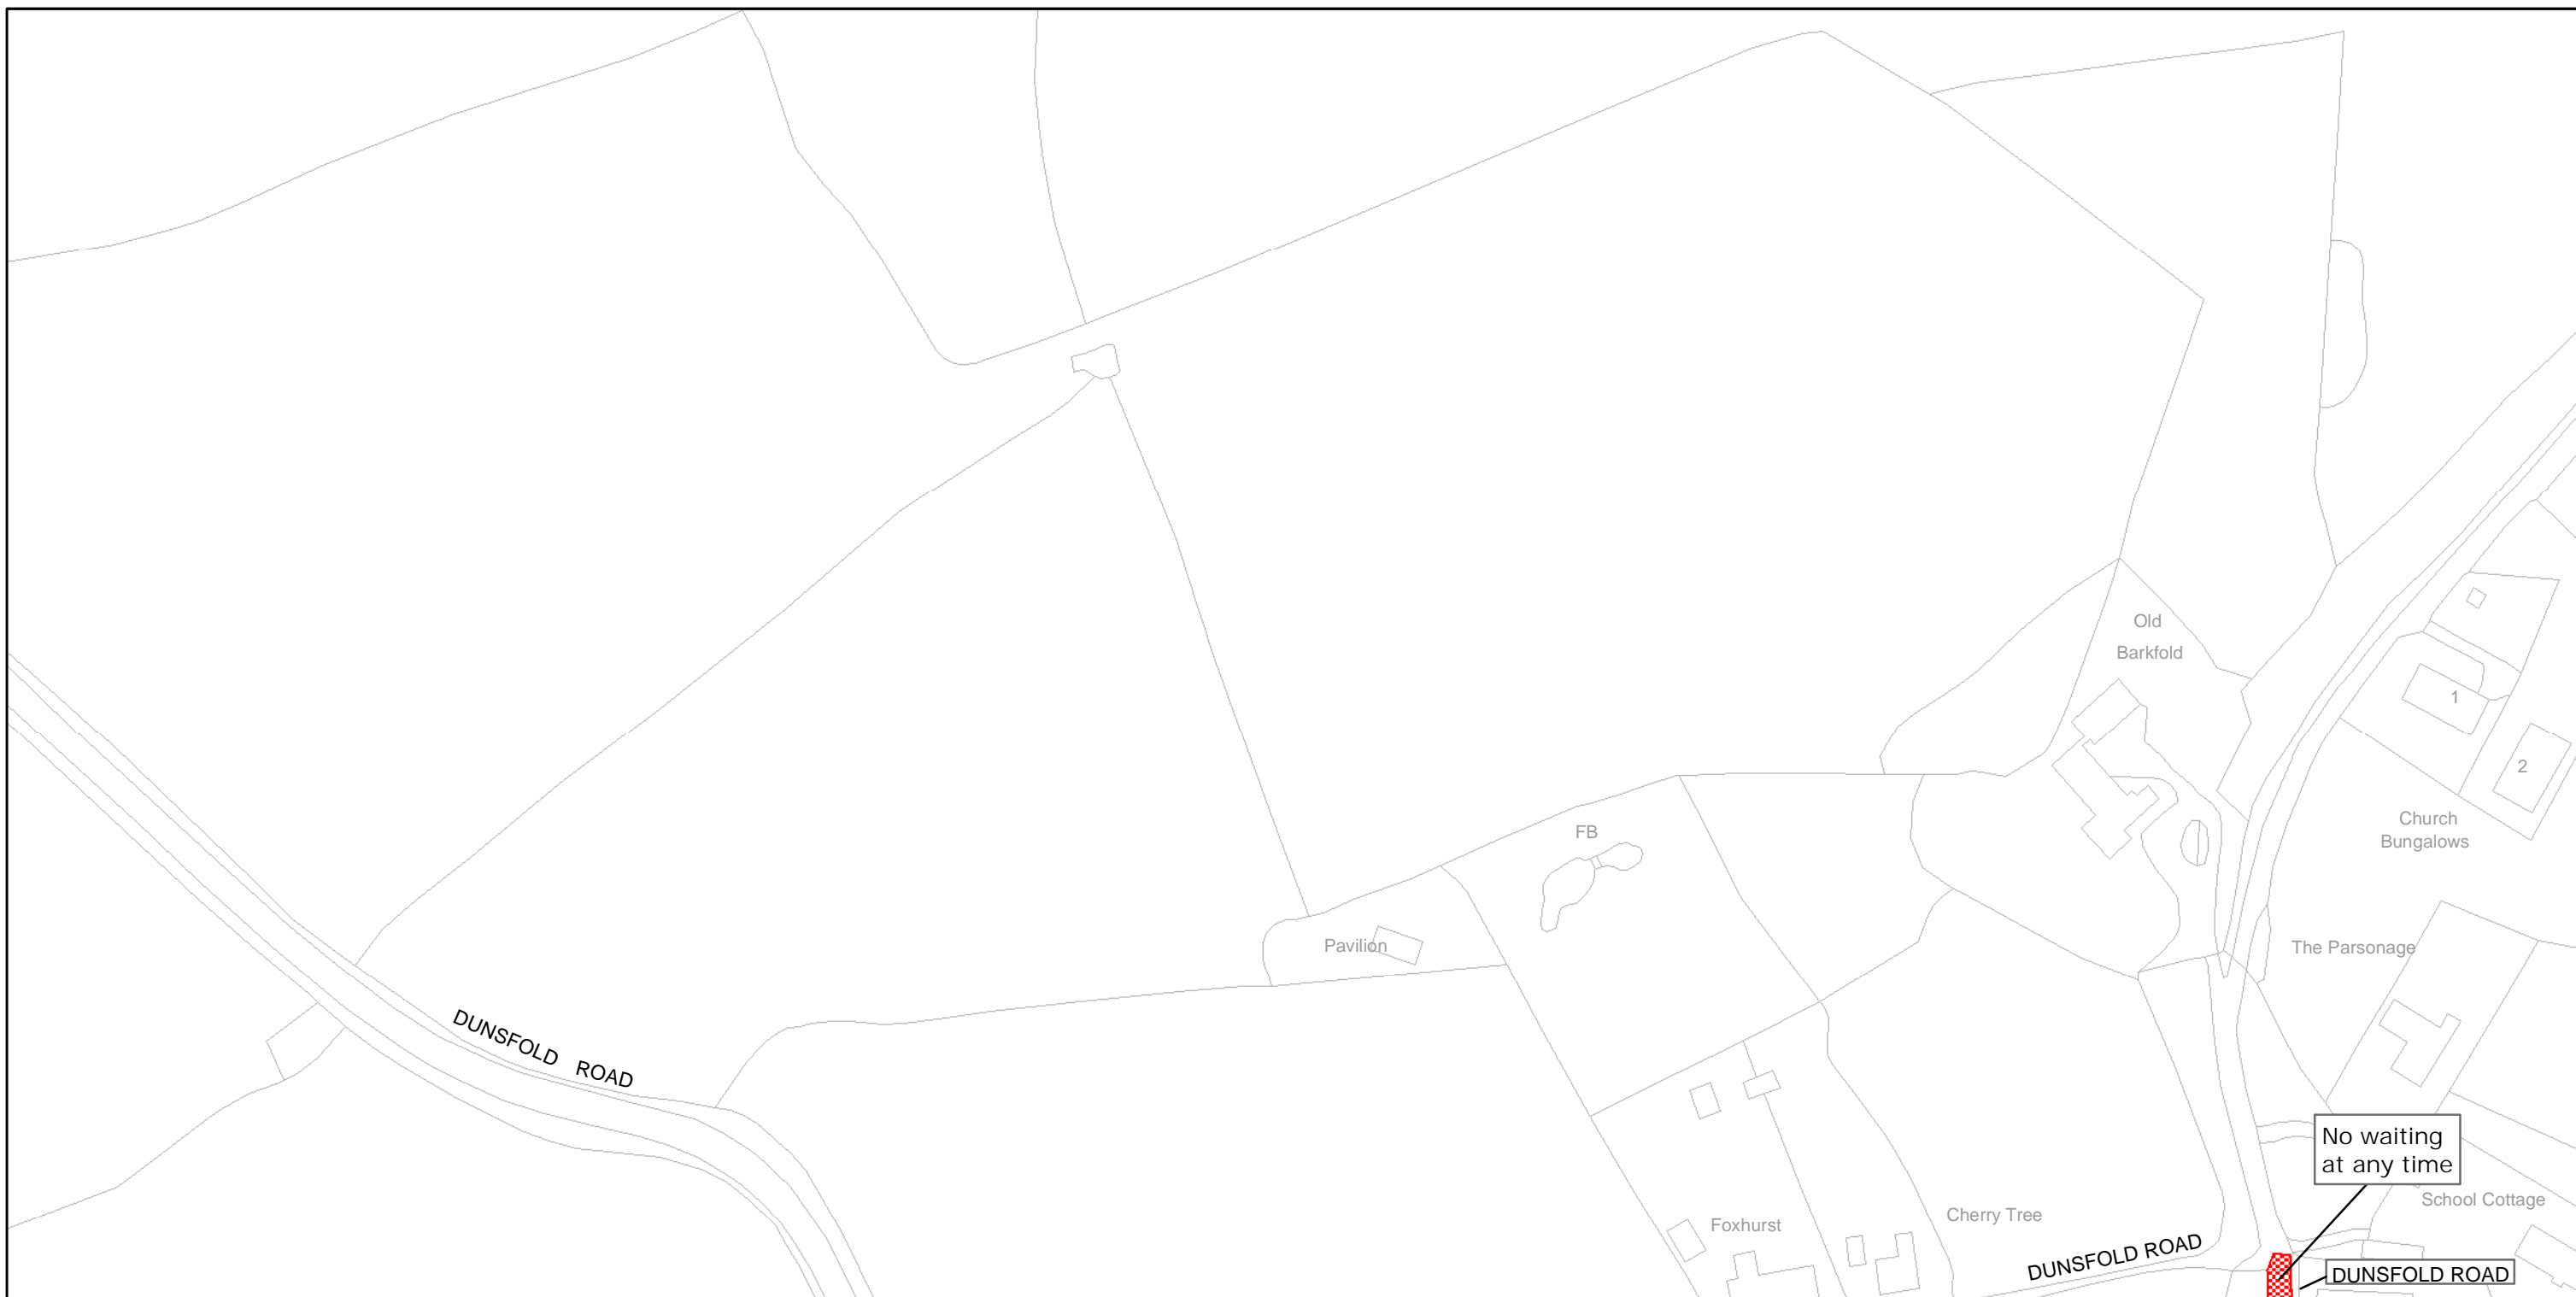 Old
Barkfold
1
2
FB
Church
Bungalows
Pavilion
The Parsonage
DUNSFOLD ROAD
No waiting
at any time
School Cottage
Cherry Tree
Foxhurst
DUNSFOLD ROAD
DUNSFOLD ROAD